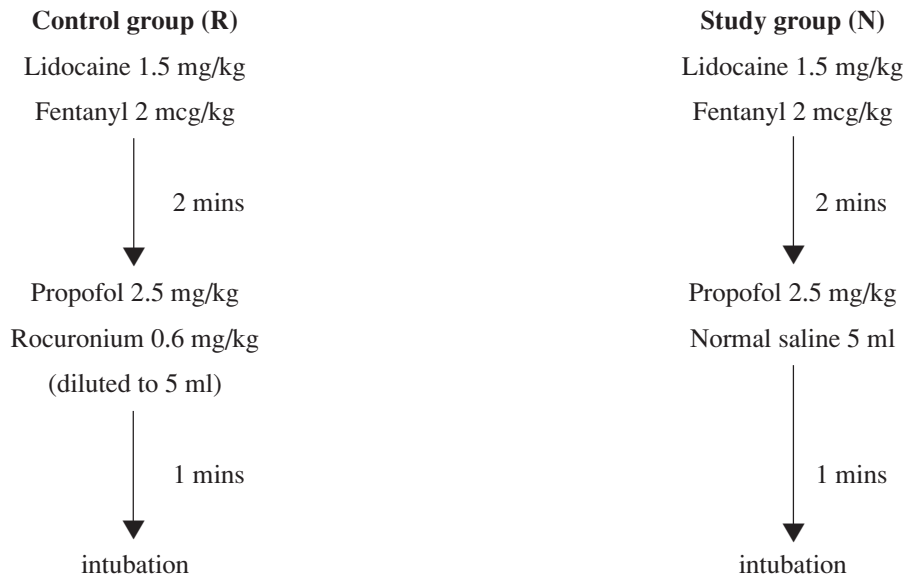 Control group (R)
Lidocaine 1.5 mg/kg
Fentanyl 2 mcg/kg
2 mins
Propofol 2.5 mg/kg
Rocuronium 0.6 mg/kg
(diluted to 5 ml)
1 mins
intubation
Study group (N)
Lidocaine 1.5 mg/kg
Fentanyl 2 mcg/kg
2 mins
Propofol 2.5 mg/kg
Normal saline 5 ml
1 mins
intubation